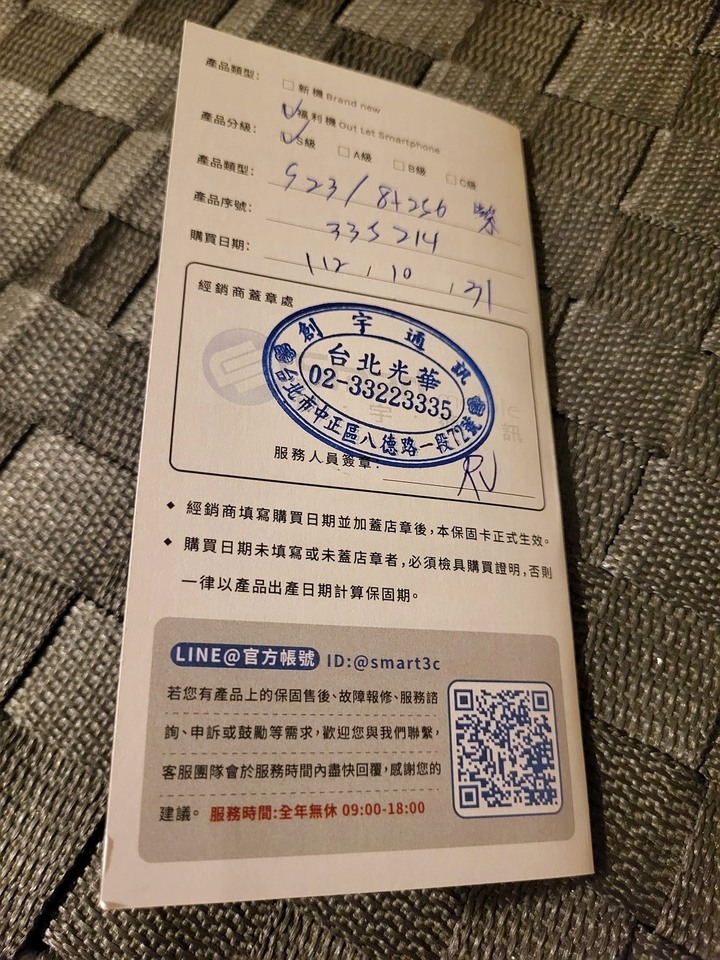 產品類型: □新機 Brand new
☑福利機 Out Let Smartphone
產品分級: ☑S級 □A級 □B級 □C級
產品類型: S23/8+256 紫
產品序號: 335214
購買日期: 112 , 10 , 31
經銷商蓋章處
創宇通訊
台北光華
02-33223335
台北市中正區八德路一段72號
服務人員簽章:
◆ 經銷商填寫購買日期並加蓋店章後,本保固卡正式生效。
◆ 購買日期未填寫或未蓋店章者,必須檢具購買證明,否則
一律以產品出產日期計算保固期。
LINE@官方帳號 ID:@smart3c
若您有產品上的保固售後、故障報修、服務諮
詢、申訴或鼓勵等需求,歡迎您與我們聯繫,
客服團隊會於服務時間內盡快回覆,感謝您的
建議。 服務時間:全年無休 09:00-18:00